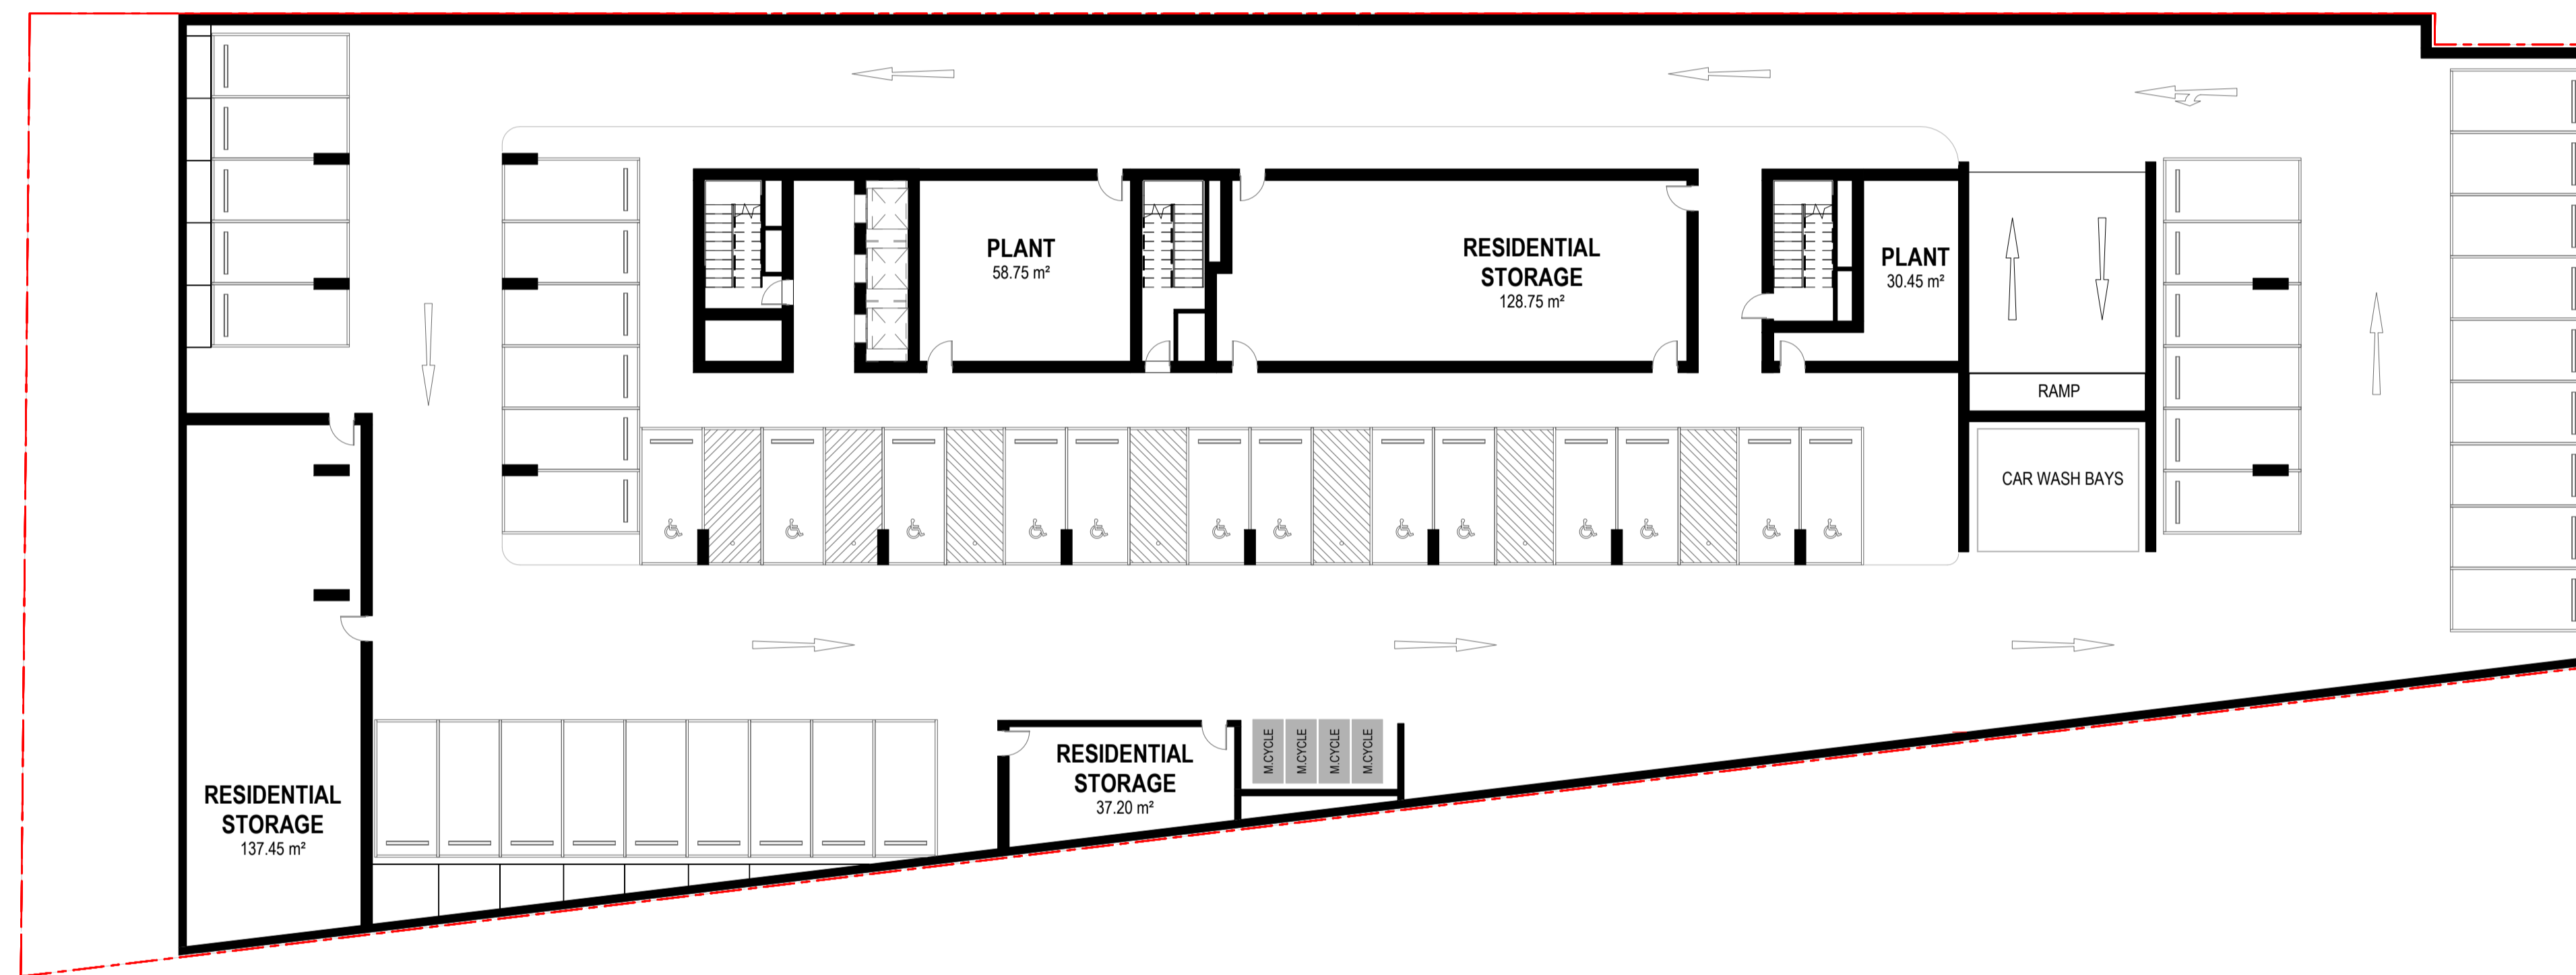 PLANT
58.75 m²
RESIDENTIAL
STORAGE
128.75 m²
PLANT
30.45 m²
RAMP
CAR WASH BAYS
RESIDENTIAL
STORAGE
137.45 m²
RESIDENTIAL
STORAGE
37.20 m²
M.CYCLE
M.CYCLE
M.CYCLE
M.CYCLE